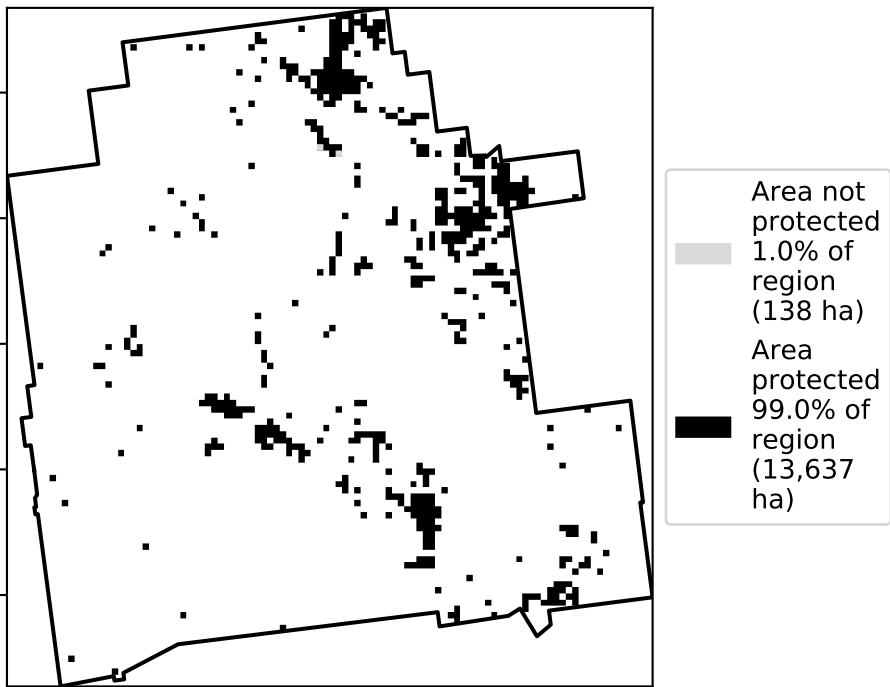 Area not
protected
1.0% of
region
(138 ha)
Area
protected
99.0% of
region
(13,637
ha)